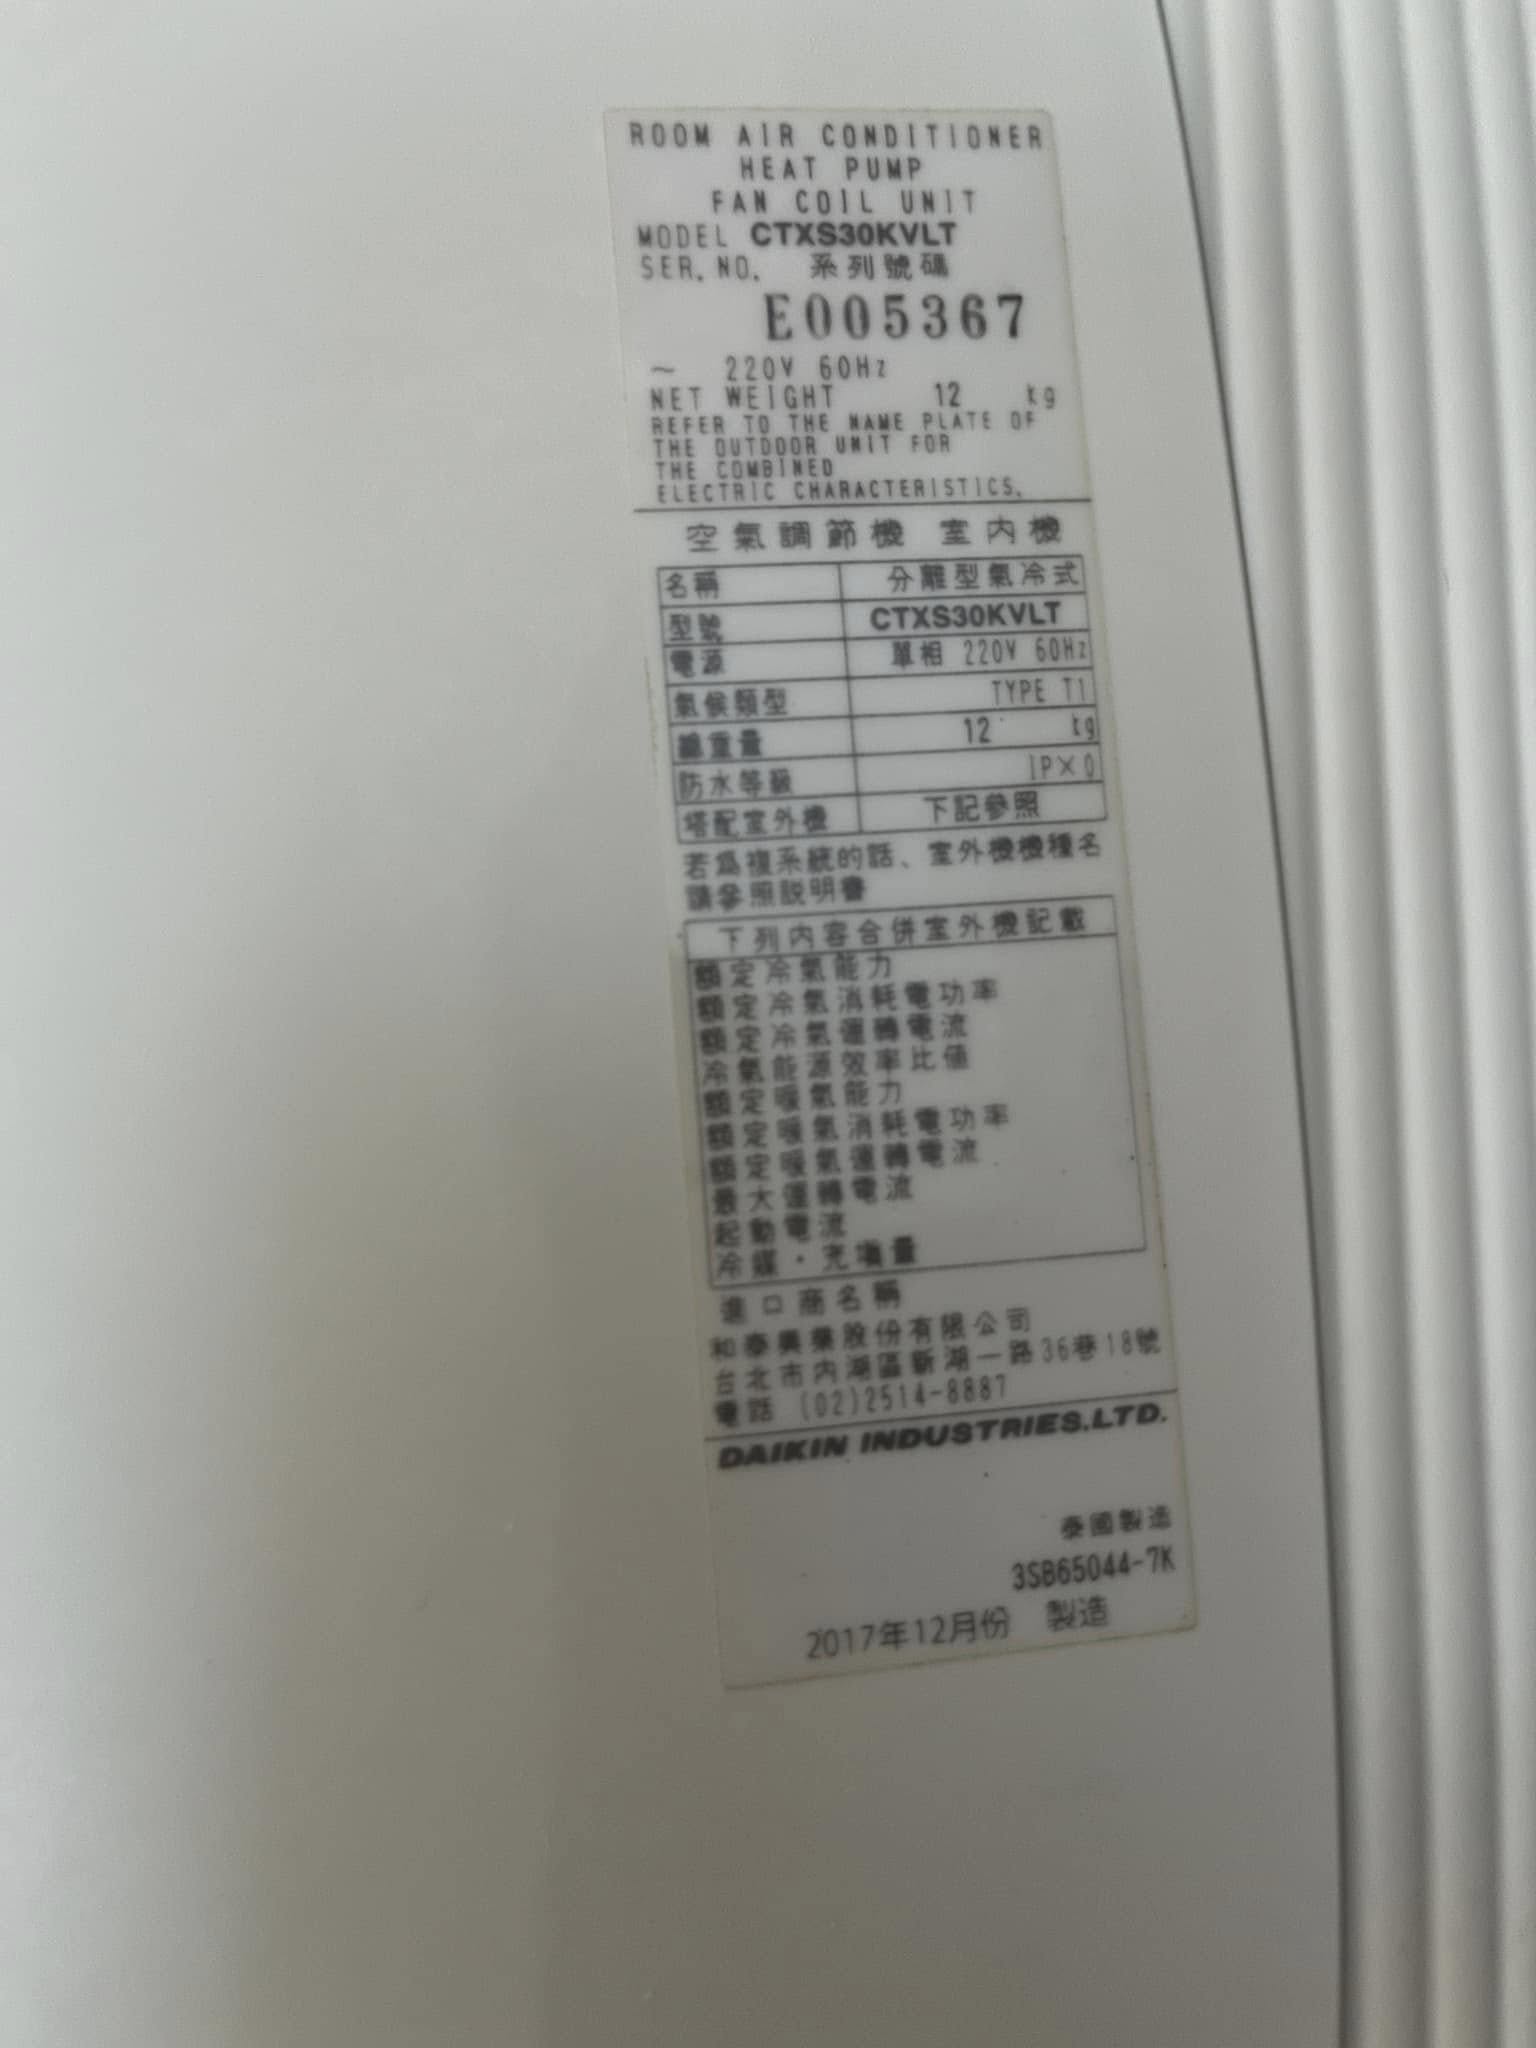 ROOM AIR CONDITIONER
HEAT PUMP
FAN COIL UNIT
MODEL CTXS30KVLT
SER. NO. 系列號碼
E005367
~ 220V 60Hz
NET WEIGHT 12 kg
REFER TO THE NAME PLATE OF
THE OUTDOOR UNIT FOR
THE COMBINED
ELECTRIC CHARACTERISTICS.
空氣調節機 室內機
名稱 分離型氣冷式
型號 CTXS30KVLT
電源 單相 220V 60Hz
氣候類型 TYPE T1
總重量 12 kg
防水等級 IP×0
搭配室外機 下記參照
若為複系統的話、室外機機種名
請參照説明書
下列內容合併室外機記載
額定冷氣能力
額定冷氣消耗電功率
額定冷氣運轉電流
冷氣能源效率比值
額定暖氣能力
額定暖氣消耗電功率
額定暖氣運轉電流
最大運轉電流
起動電流
冷媒・充填量
進口商名稱
和泰興業股份有限公司
台北市內湖區新湖一路36巷18號
電話 (02)2514-8887
DAIKIN INDUSTRIES.LTD.
泰國製造
3SB65044-7K
2017年12月份 製造